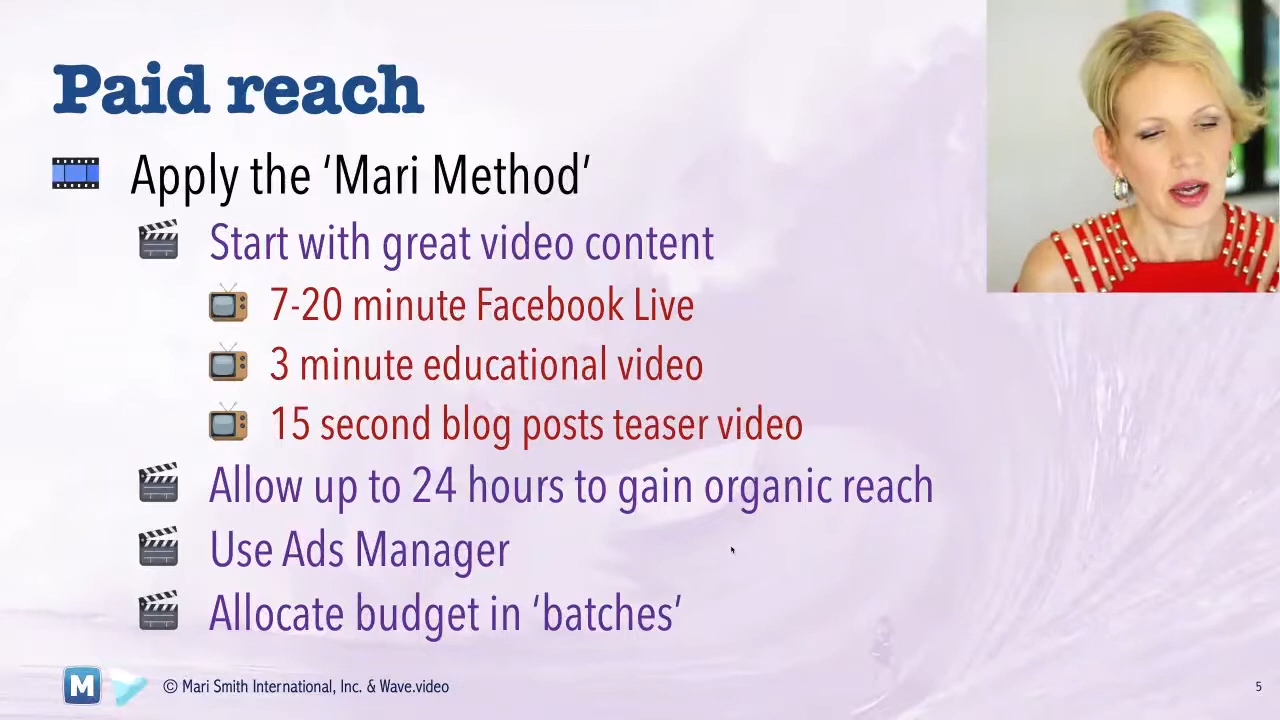 Paid reach
Apply the ‘Mari Method’
Start with great video content
7-20 minute Facebook Live
3 minute educational video
15 second blog posts teaser video
Allow up to 24 hours to gain organic reach
Use Ads Manager
Allocate budget in ‘batches’
M
© Mari Smith International, Inc. & Wave.video
5